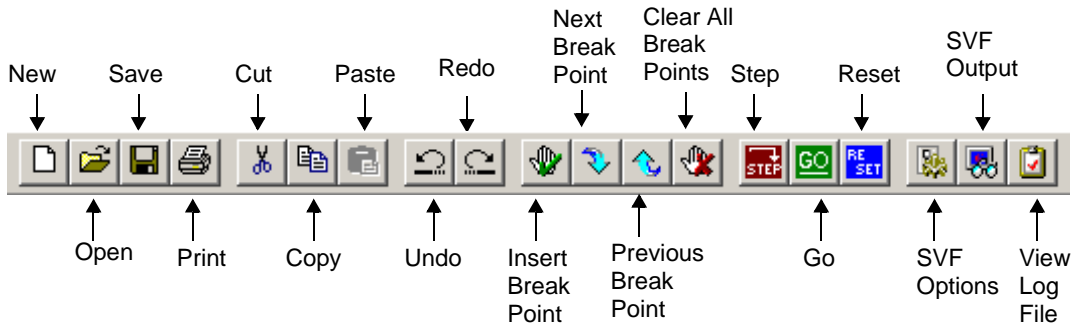 Next
Break
Point
Clear All
Break
Points
SVF
Output
New
Save
Cut
Paste
Redo
Step
Reset
STEP
GO
RE
SET
Open
Print
Copy
Undo
Insert
Break
Point
Previous
Break
Point
Go
SVF
Options
View
Log
File